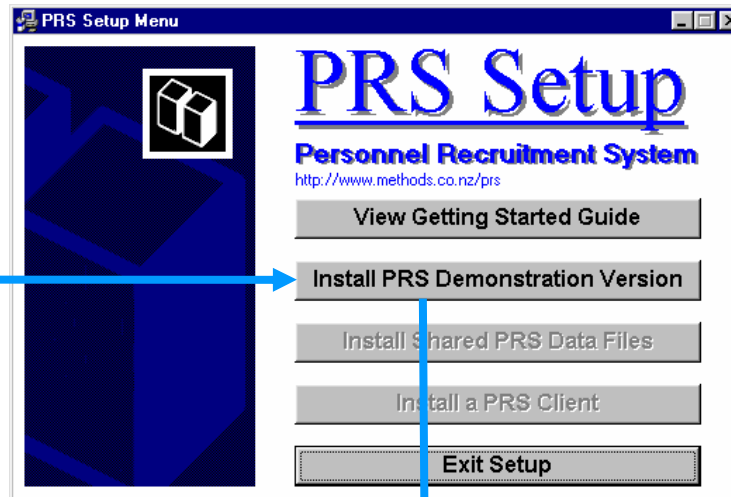 PRS Setup Menu
PRS Setup
Personnel Recruitment System
http://www.methods.co.nz/prs
View Getting Started Guide
Install PRS Demonstration Version
Install Shared PRS Data Files
Install a PRS Client
Exit Setup